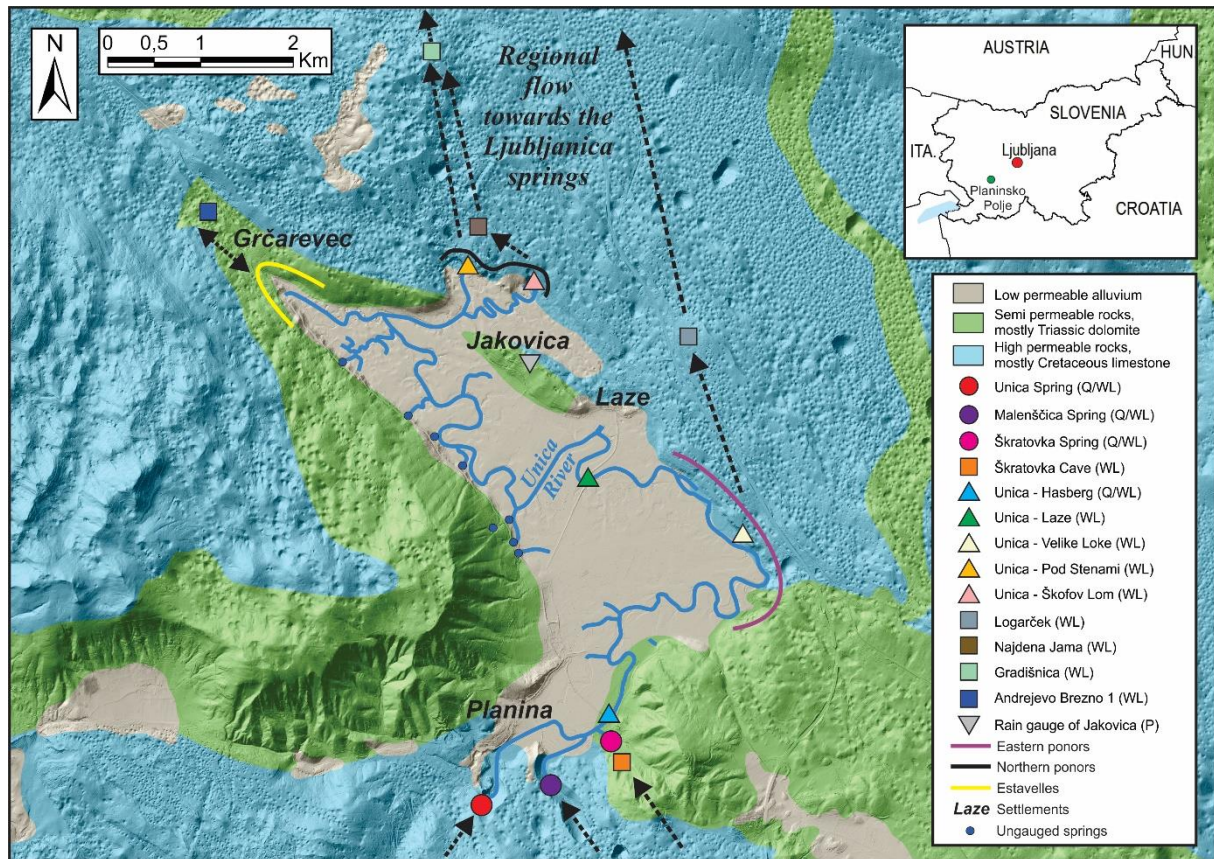 N
0 0,5 1 2
Km
Regional
flow
towards the
Ljubljanica
springs
Grčarevec
Jakovica
Laze
Unica
River
Planina
AUSTRIA
HUN
SLOVENIA
ITA.
Ljubljana
Planinsko
Polje
CROATIA
Low permeable alluvium
Semi permeable rocks,
mostly Triassic dolomite
High permeable rocks,
mostly Cretaceous limestone
Unica Spring (Q/WL)
Malenščica Spring (Q/WL)
Škratovka Spring (Q/WL)
Škratovka Cave (WL)
Unica - Hasberg (Q/WL)
Unica - Laze (WL)
Unica - Velike Loke (WL)
Unica - Pod Stenami (WL)
Unica - Škofov Lom (WL)
Logarček (WL)
Najdena Jama (WL)
Gradišnica (WL)
Andrejevo Brezno 1 (WL)
Rain gauge of Jakovica (P)
Eastern ponors
Northern ponors
Estavelles
Laze Settlements
Ungauged springs